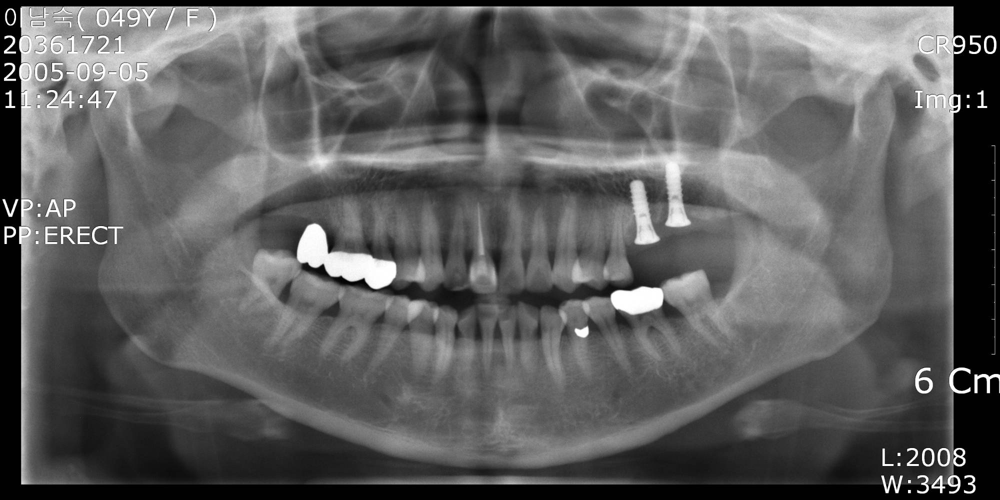 이남숙( 049Y / F )
20361721
2005-09-05
11:24:47
CR950
Img:1
VP:AP
PP:ERECT
6 Cm
L:2008
W:3493